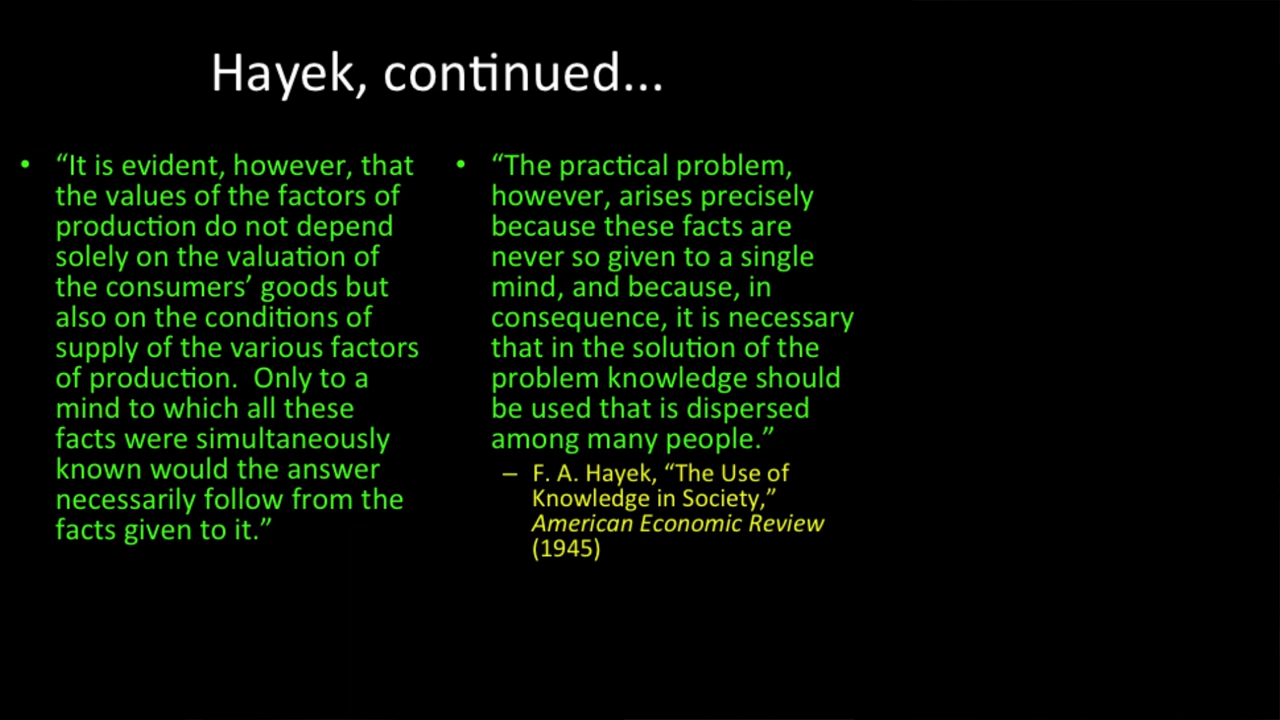 Hayek, continued...
• “It is evident, however, that
the values of the factors of
production do not depend
solely on the valuation of
the consumers’ goods but
also on the conditions of
supply of the various factors
of production.  Only to a
mind to which all these
facts were simultaneously
known would the answer
necessarily follow from the
facts given to it.”
• “The practical problem,
however, arises precisely
because these facts are
never so given to a single
mind, and because, in
consequence, it is necessary
that in the solution of the
problem knowledge should
be used that is dispersed
among many people.”
– F. A. Hayek, “The Use of
Knowledge in Society,”
American Economic Review
(1945)